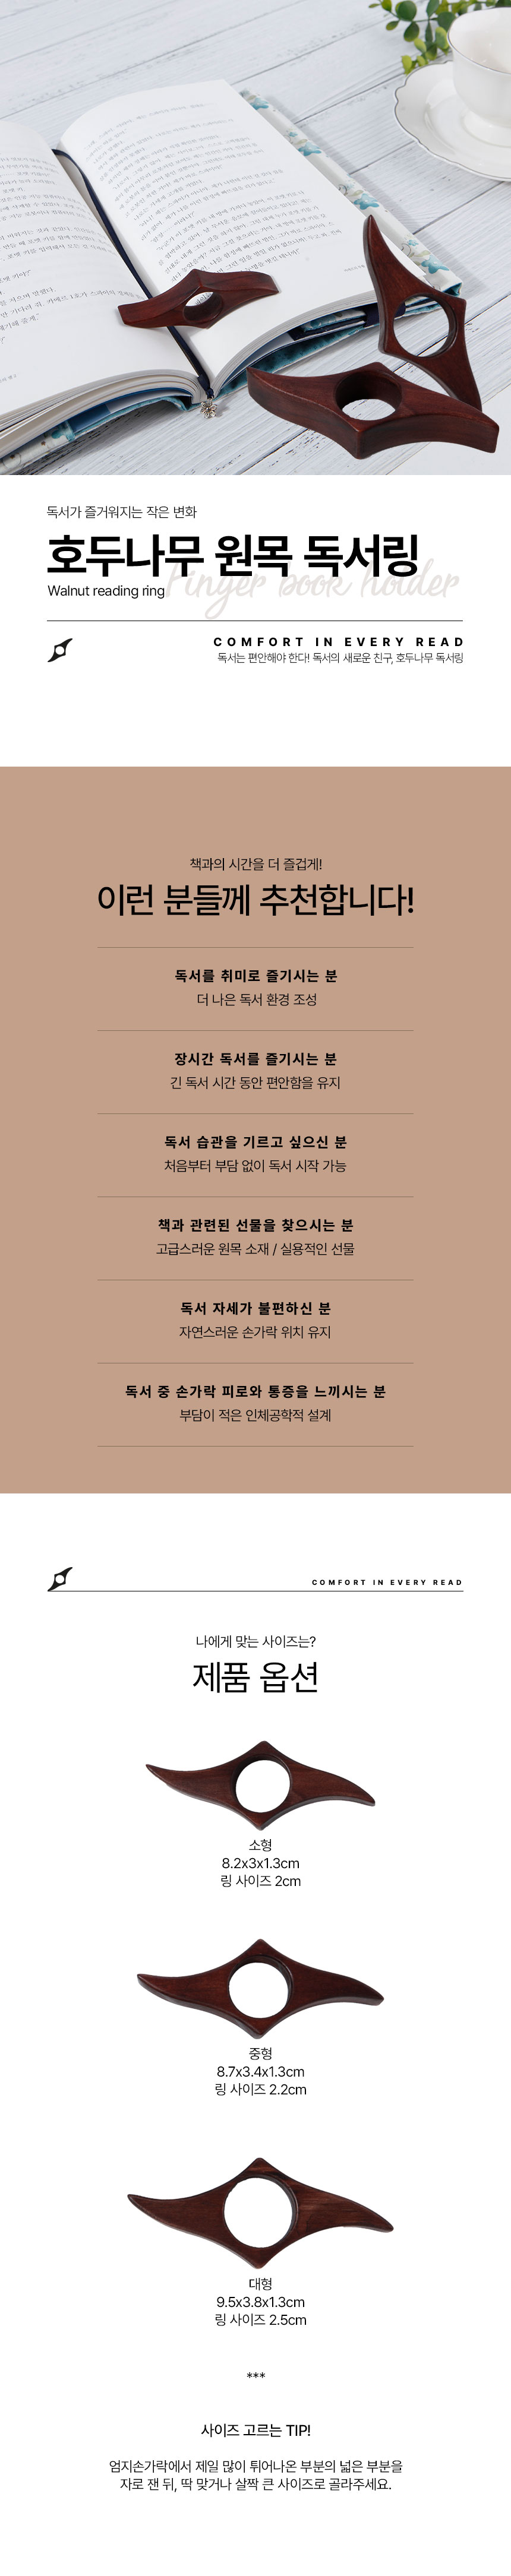 독서가 즐거워지는 작은 변화
호두나무 원목 독서링
Finger book holder
Walnut reading ring
COMFORT IN EVERY READ
독서는 편안해야 한다! 독서의 새로운 친구, 호두나무 독서링
책과의 시간을 더 즐겁게!
이런 분들께 추천합니다!
독서를 취미로 즐기시는 분
더 나은 독서 환경 조성
장시간 독서를 즐기시는 분
긴 독서 시간 동안 편안함을 유지
독서 습관을 기르고 싶으신 분
처음부터 부담 없이 독서 시작 가능
책과 관련된 선물을 찾으시는 분
고급스러운 원목 소재 / 실용적인 선물
독서 자세가 불편하신 분
자연스러운 손가락 위치 유지
독서 중 손가락 피로와 통증을 느끼시는 분
부담이 적은 인체공학적 설계
COMFORT IN EVERY READ
나에게 맞는 사이즈는?
제품 옵션
소형
8.2x3x1.3cm
링 사이즈 2cm
중형
8.7x3.4x1.3cm
링 사이즈 2.2cm
대형
9.5x3.8x1.3cm
링 사이즈 2.5cm
***
사이즈 고르는 TIP!
엄지손가락에서 제일 많이 튀어나온 부분의 넓은 부분을
자로 잰 뒤, 딱 맞거나 살짝 큰 사이즈로 골라주세요.